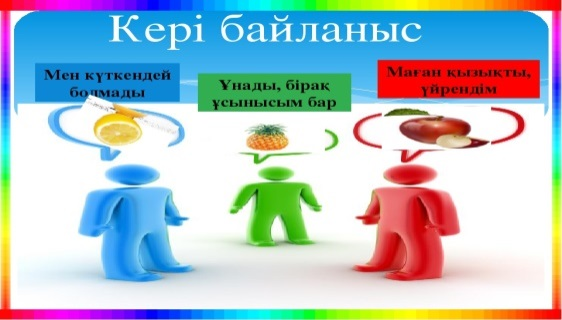 Кері байланыс
Мен күткендей
болмады
Ұнады, бірақ
ұсынысым бар
Маған қызықты,
үйрендім